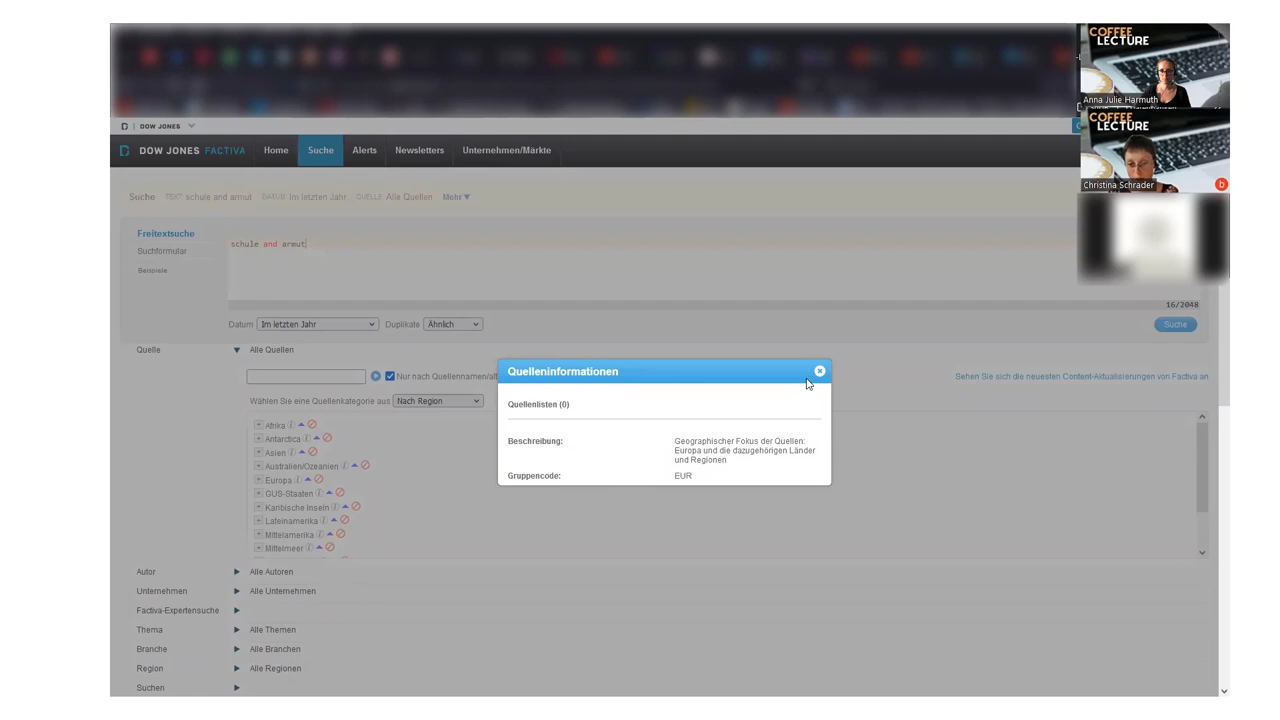 COFFEE
LECTURE
Anna Julie Harmuth
COFFEE
LECTURE
Christina Schrader
b
DOW JONES
DOW JONES FACTIVA Home Suche Alerts Newsletters Unternehmen/Märkte
Suche TEXT: schule and armut DATUM: Im letzten Jahr QUELLE: Alle Quellen Mehr
Freitextsuche
Suchformular
Beispiele
schule and armut
16/2048
Datum Im letzten Jahr Duplikate Ähnlich Suche
Quelle Alle Quellen
Nur nach Quellennamen/alt
Sehen Sie sich die neuesten Content-Aktualisierungen von Factiva an
Wählen Sie eine Quellenkategorie aus Nach Region
Afrika
Antarctica
Asien
Australien/Ozeanien
Europa
GUS-Staaten
Karibische Inseln
Lateinamerika
Mittelamerika
Mittelmeer
Quelleninformationen
Quellenlisten (0)
Beschreibung: Geographischer Fokus der Quellen:
Europa und die dazugehörigen Länder
und Regionen
Gruppencode: EUR
Autor Alle Autoren
Unternehmen Alle Unternehmen
Factiva-Expertensuche
Thema Alle Themen
Branche Alle Branchen
Region Alle Regionen
Suchen